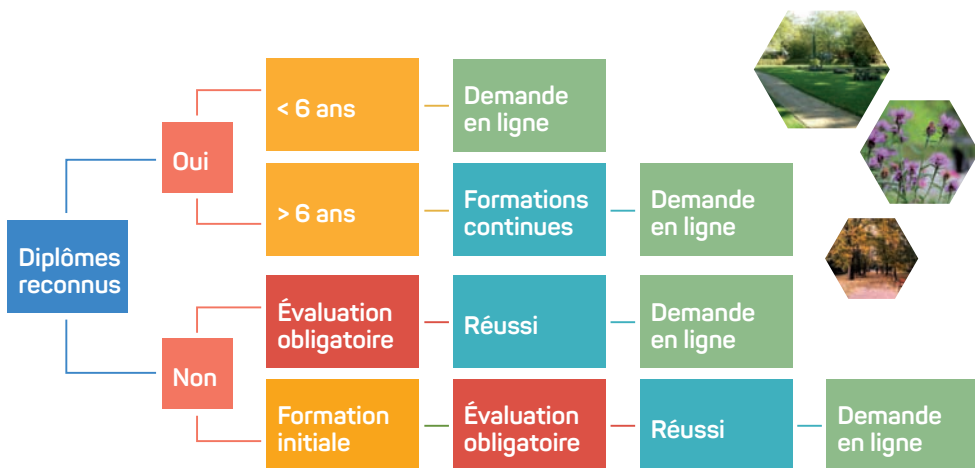 Diplômes
reconnus
Oui
< 6 ans
Demande
en ligne
> 6 ans
Formations
continues
Demande
en ligne
Non
Évaluation
obligatoire
Réussi
Demande
en ligne
Formation
initiale
Évaluation
obligatoire
Réussi
Demande
en ligne